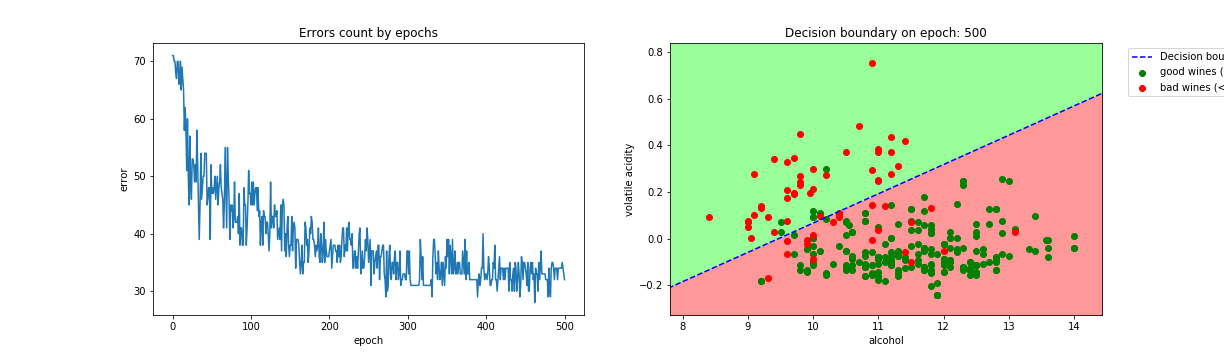 Errors count by epochs
70
60
50
40
30
error
0
100
200
300
400
500
epoch
Decision boundary on epoch: 500
0.8
0.6
0.4
0.2
0.0
−0.2
volatile acidity
8
9
10
11
12
13
14
alcohol
Decision bou
good wines (
bad wines (<